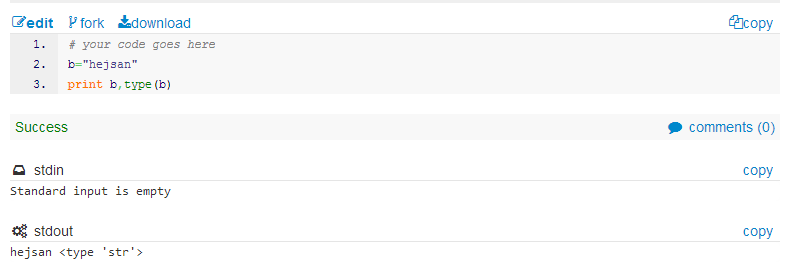 edit fork download copy
1. # your code goes here
2. b="hejsan"
3. print b,type(b)
Success comments (0)
stdin copy
Standard input is empty
stdout copy
hejsan <type 'str'>